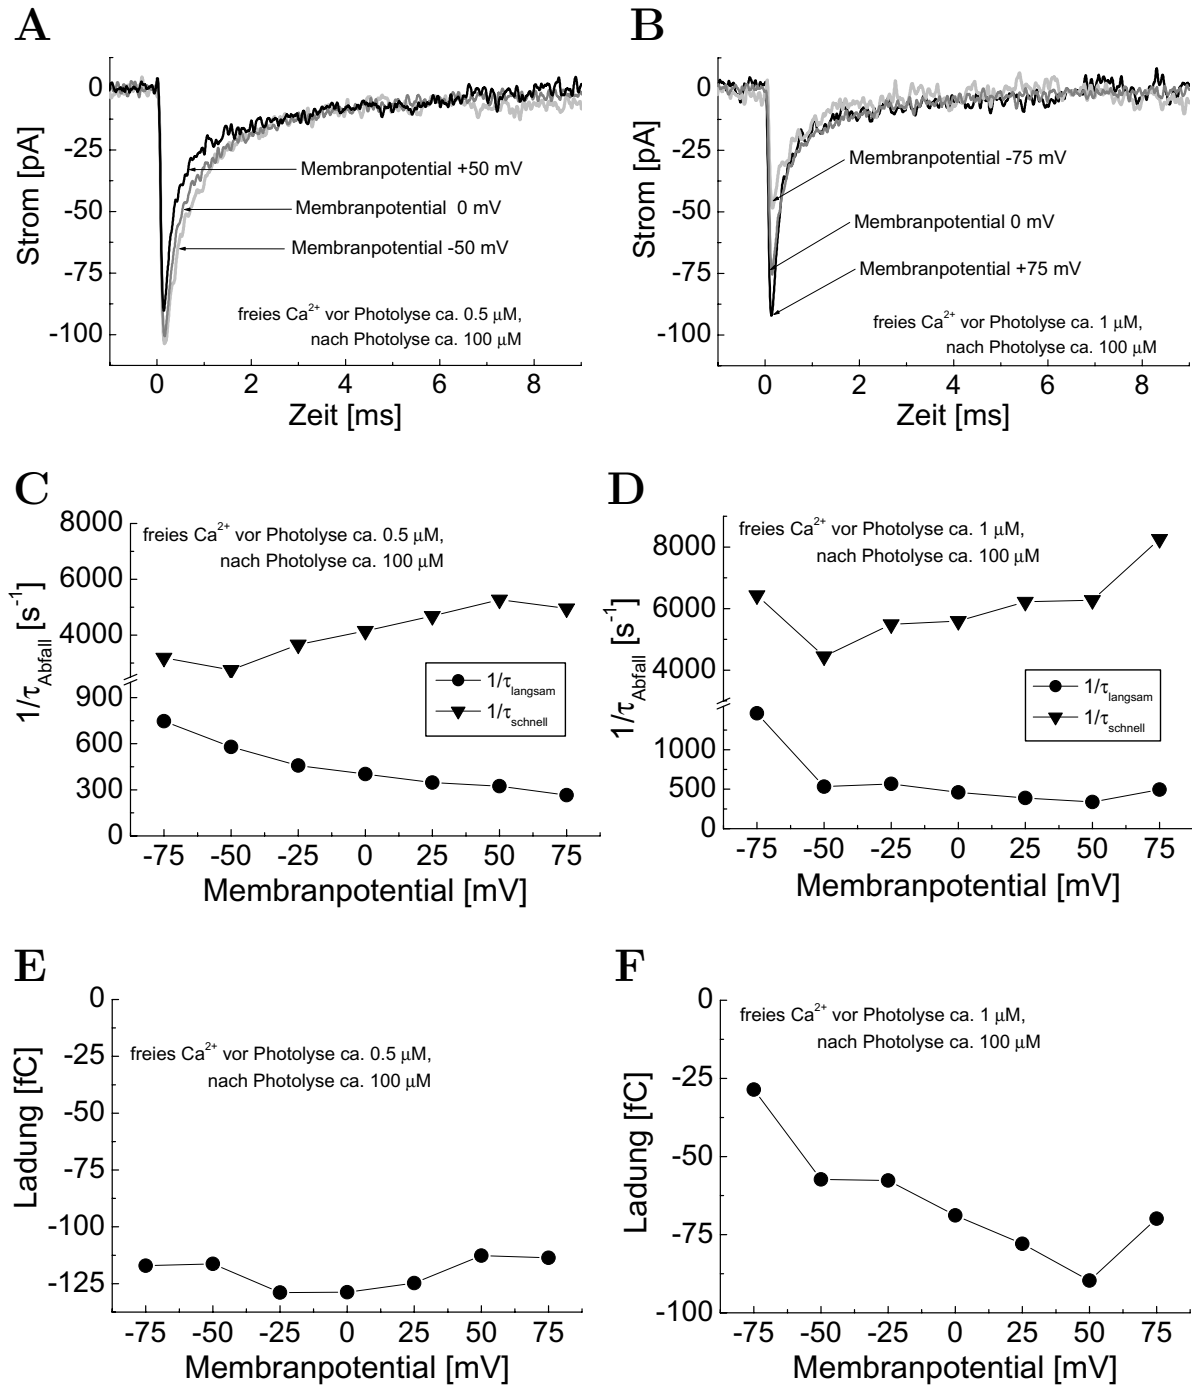 A
Strom [pA]
0
-25
-50
-75
-100
Membranpotential +50 mV
Membranpotential 0 mV
Membranpotential -50 mV
freies Ca²⁺ vor Photolyse ca. 0.5 μM,
nach Photolyse ca. 100 μM
0 2 4 6 8
Zeit [ms]
B
Strom [pA]
0
-25
-50
-75
-100
Membranpotential -75 mV
Membranpotential 0 mV
Membranpotential +75 mV
freies Ca²⁺ vor Photolyse ca. 1 μM,
nach Photolyse ca. 100 μM
0 2 4 6 8
Zeit [ms]
C
1/τAbfall [s⁻¹]
8000
6000
4000
900
600
300
0
freies Ca²⁺ vor Photolyse ca. 0.5 μM,
nach Photolyse ca. 100 μM
1/τlangsam
1/τschnell
-75 -50 -25 0 25 50 75
Membranpotential [mV]
D
1/τAbfall [s⁻¹]
8000
6000
4000
1000
500
0
freies Ca²⁺ vor Photolyse ca. 1 μM,
nach Photolyse ca. 100 μM
1/τlangsam
1/τschnell
-75 -50 -25 0 25 50 75
Membranpotential [mV]
E
Ladung [fC]
0
-25
-50
-75
-100
-125
freies Ca²⁺ vor Photolyse ca. 0.5 μM,
nach Photolyse ca. 100 μM
-75 -50 -25 0 25 50 75
Membranpotential [mV]
F
Ladung [fC]
0
-25
-50
-75
-100
freies Ca²⁺ vor Photolyse ca. 1 μM,
nach Photolyse ca. 100 μM
-75 -50 -25 0 25 50 75
Membranpotential [mV]